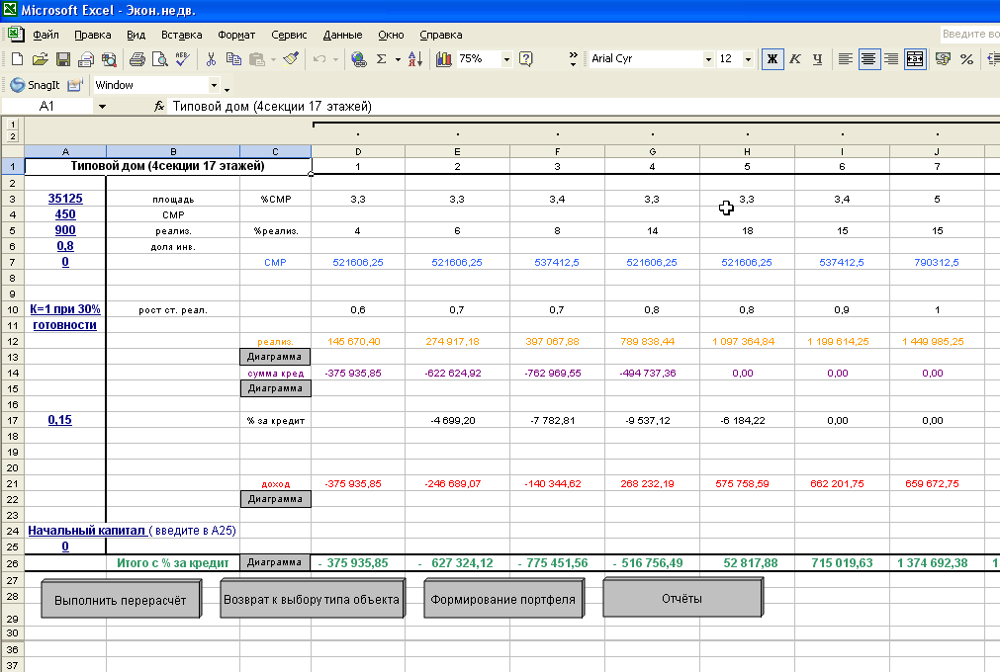 Microsoft Excel - Экон.недв.
Файл Правка Вид Вставка Формат Сервис Данные Окно Справка Введите во
75% Arial Cyr 12 Ж К Ч %
SnagIt Window
A1 fx Типовой дом (4секции 17 этажей)
1
2
A B C D E F G H I J
1 Типовой дом (4секции 17 этажей) 1 2 3 4 5 6 7
2
3 35125 площадь %СМР 3,3 3,3 3,4 3,3 3,3 3,4 5
4 450 СМР
5 900 реализ. %реализ. 4 6 8 14 18 15 15
6 0,8 доля инв.
7 0 СМР 521606,25 521606,25 537412,5 521606,25 521606,25 537412,5 790312,5
8
9
10 К=1 при 30% рост ст. реал. 0,6 0,7 0,7 0,8 0,8 0,9 1
11 готовности
12 реализ. 145 670,40 274 917,18 397 067,88 789 838,44 1 097 364,84 1 199 614,25 1 449 985,25
13 Диаграмма
14 сумма кред -375 935,85 -622 624,92 -762 969,55 -494 737,36 0,00 0,00 0,00
15 Диаграмма
16
17 0,15 % за кредит -4 699,20 -7 782,81 -9 537,12 -6 184,22 0,00 0,00
18
19
20
21 доход -375 935,85 -246 689,07 -140 344,62 268 232,19 575 758,59 662 201,75 659 672,75
22 Диаграмма
23
24 Начальный капитал ( введите в А25)
25 0
26 Итого с % за кредит Диаграмма - 375 935,85 - 627 324,12 - 775 451,56 - 516 756,49 52 817,88 715 019,63 1 374 692,38 1
27
28 Выполнить перерасчёт Возврат к выбору типа объекта Формирование портфеля Отчёты
29
30
36
37